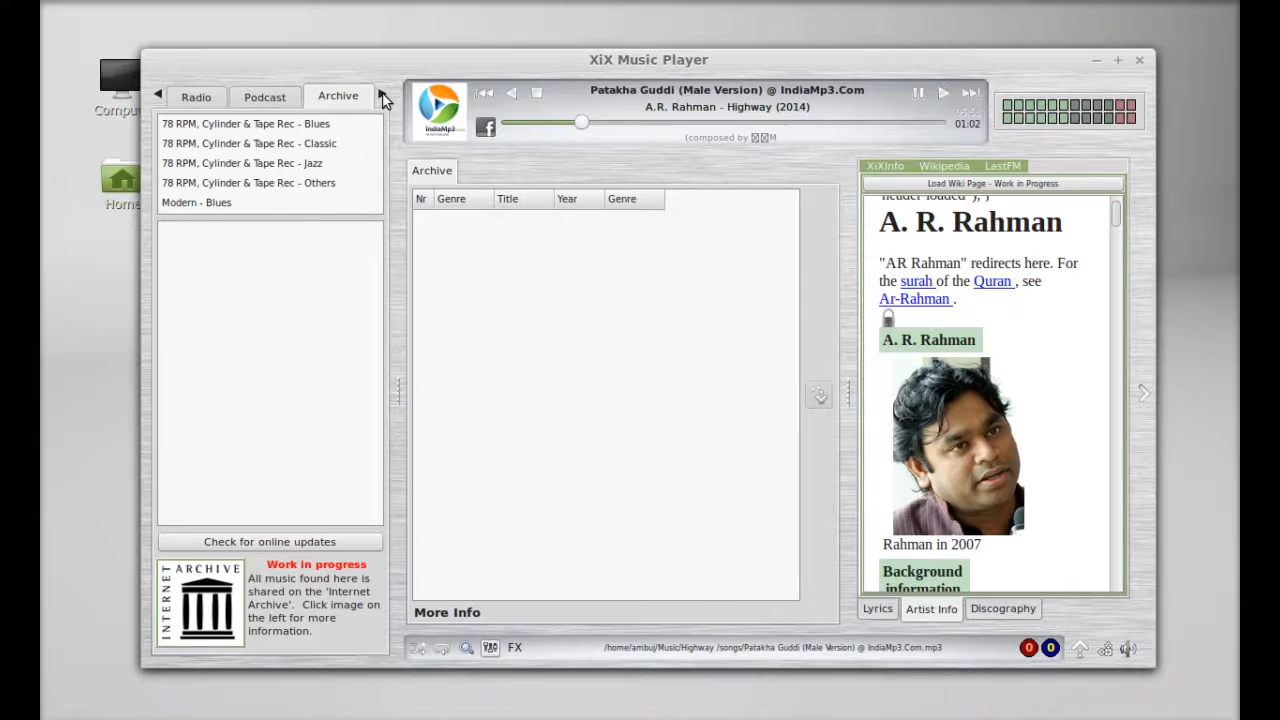 XiX Music Player
Comput
Home
Radio
Podcast
Archive
78 RPM, Cylinder & Tape Rec - Blues
78 RPM, Cylinder & Tape Rec - Classic
78 RPM, Cylinder & Tape Rec - Jazz
78 RPM, Cylinder & Tape Rec - Others
Modern - Blues
Check for online updates
INTERNET
ARCHIVE
Work in progress
All music found here is
shared on the 'Internet
Archive'. Click image on
the left for more
information.
indiaMp3.com
Patakha Guddi (Male Version) @ IndiaMp3.Com
A.R. Rahman - Highway (2014)
01:02
(composed by
M
Archive
Nr Genre Title Year Genre
More Info
XiXInfo Wikipedia LastFM
Load Wiki Page - Work in Progress
A. R. Rahman
"AR Rahman" redirects here. For
the surah of the Quran , see
Ar-Rahman .
A. R. Rahman
Rahman in 2007
Background
information
Lyrics Artist Info Discography
FX
/home/ambuj/Music/Highway /songs/Patakha Guddi (Male Version) @ IndiaMp3.Com.mp3
0 0